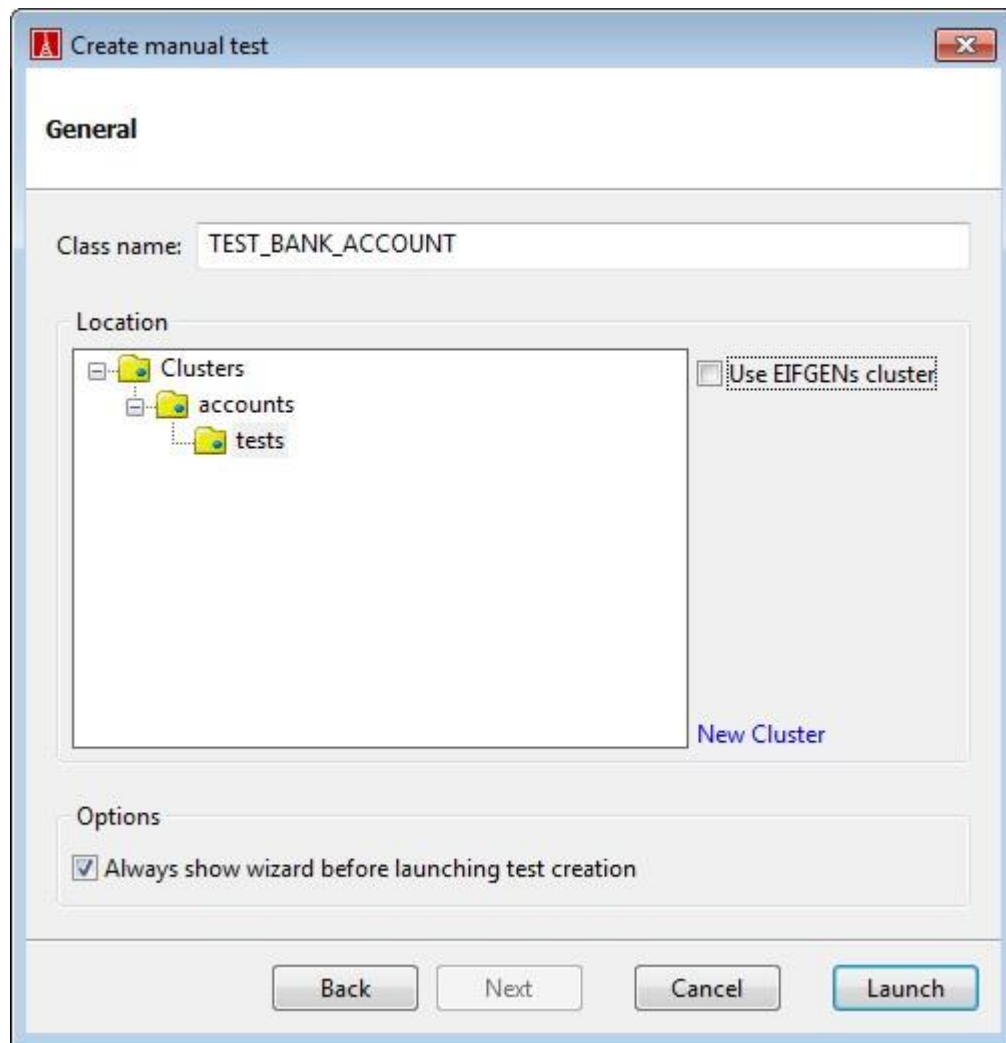 Create manual test
General
Class name: TEST_BANK_ACCOUNT
Location
Clusters
Use EIFGENs cluster
accounts
tests
New Cluster
Options
Always show wizard before launching test creation
Back Next Cancel Launch